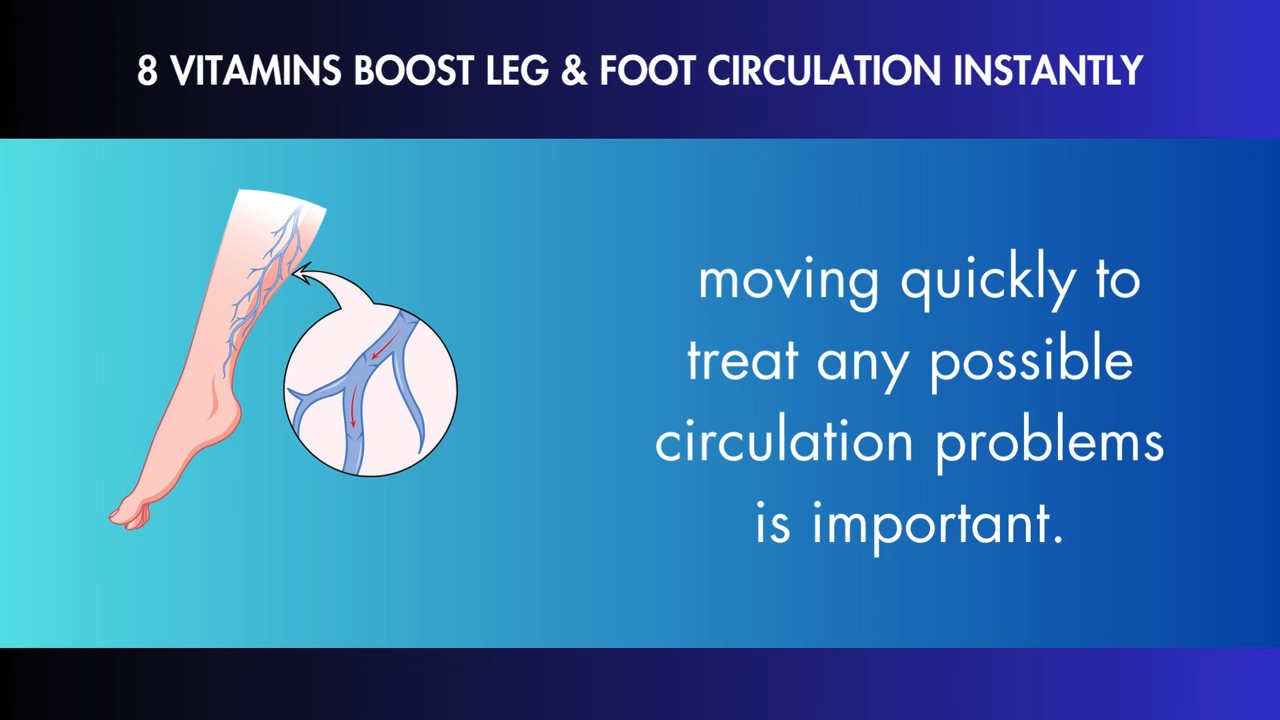 8 VITAMINS BOOST LEG & FOOT CIRCULATION INSTANTLY
moving quickly to
treat any possible
circulation problems
is important.